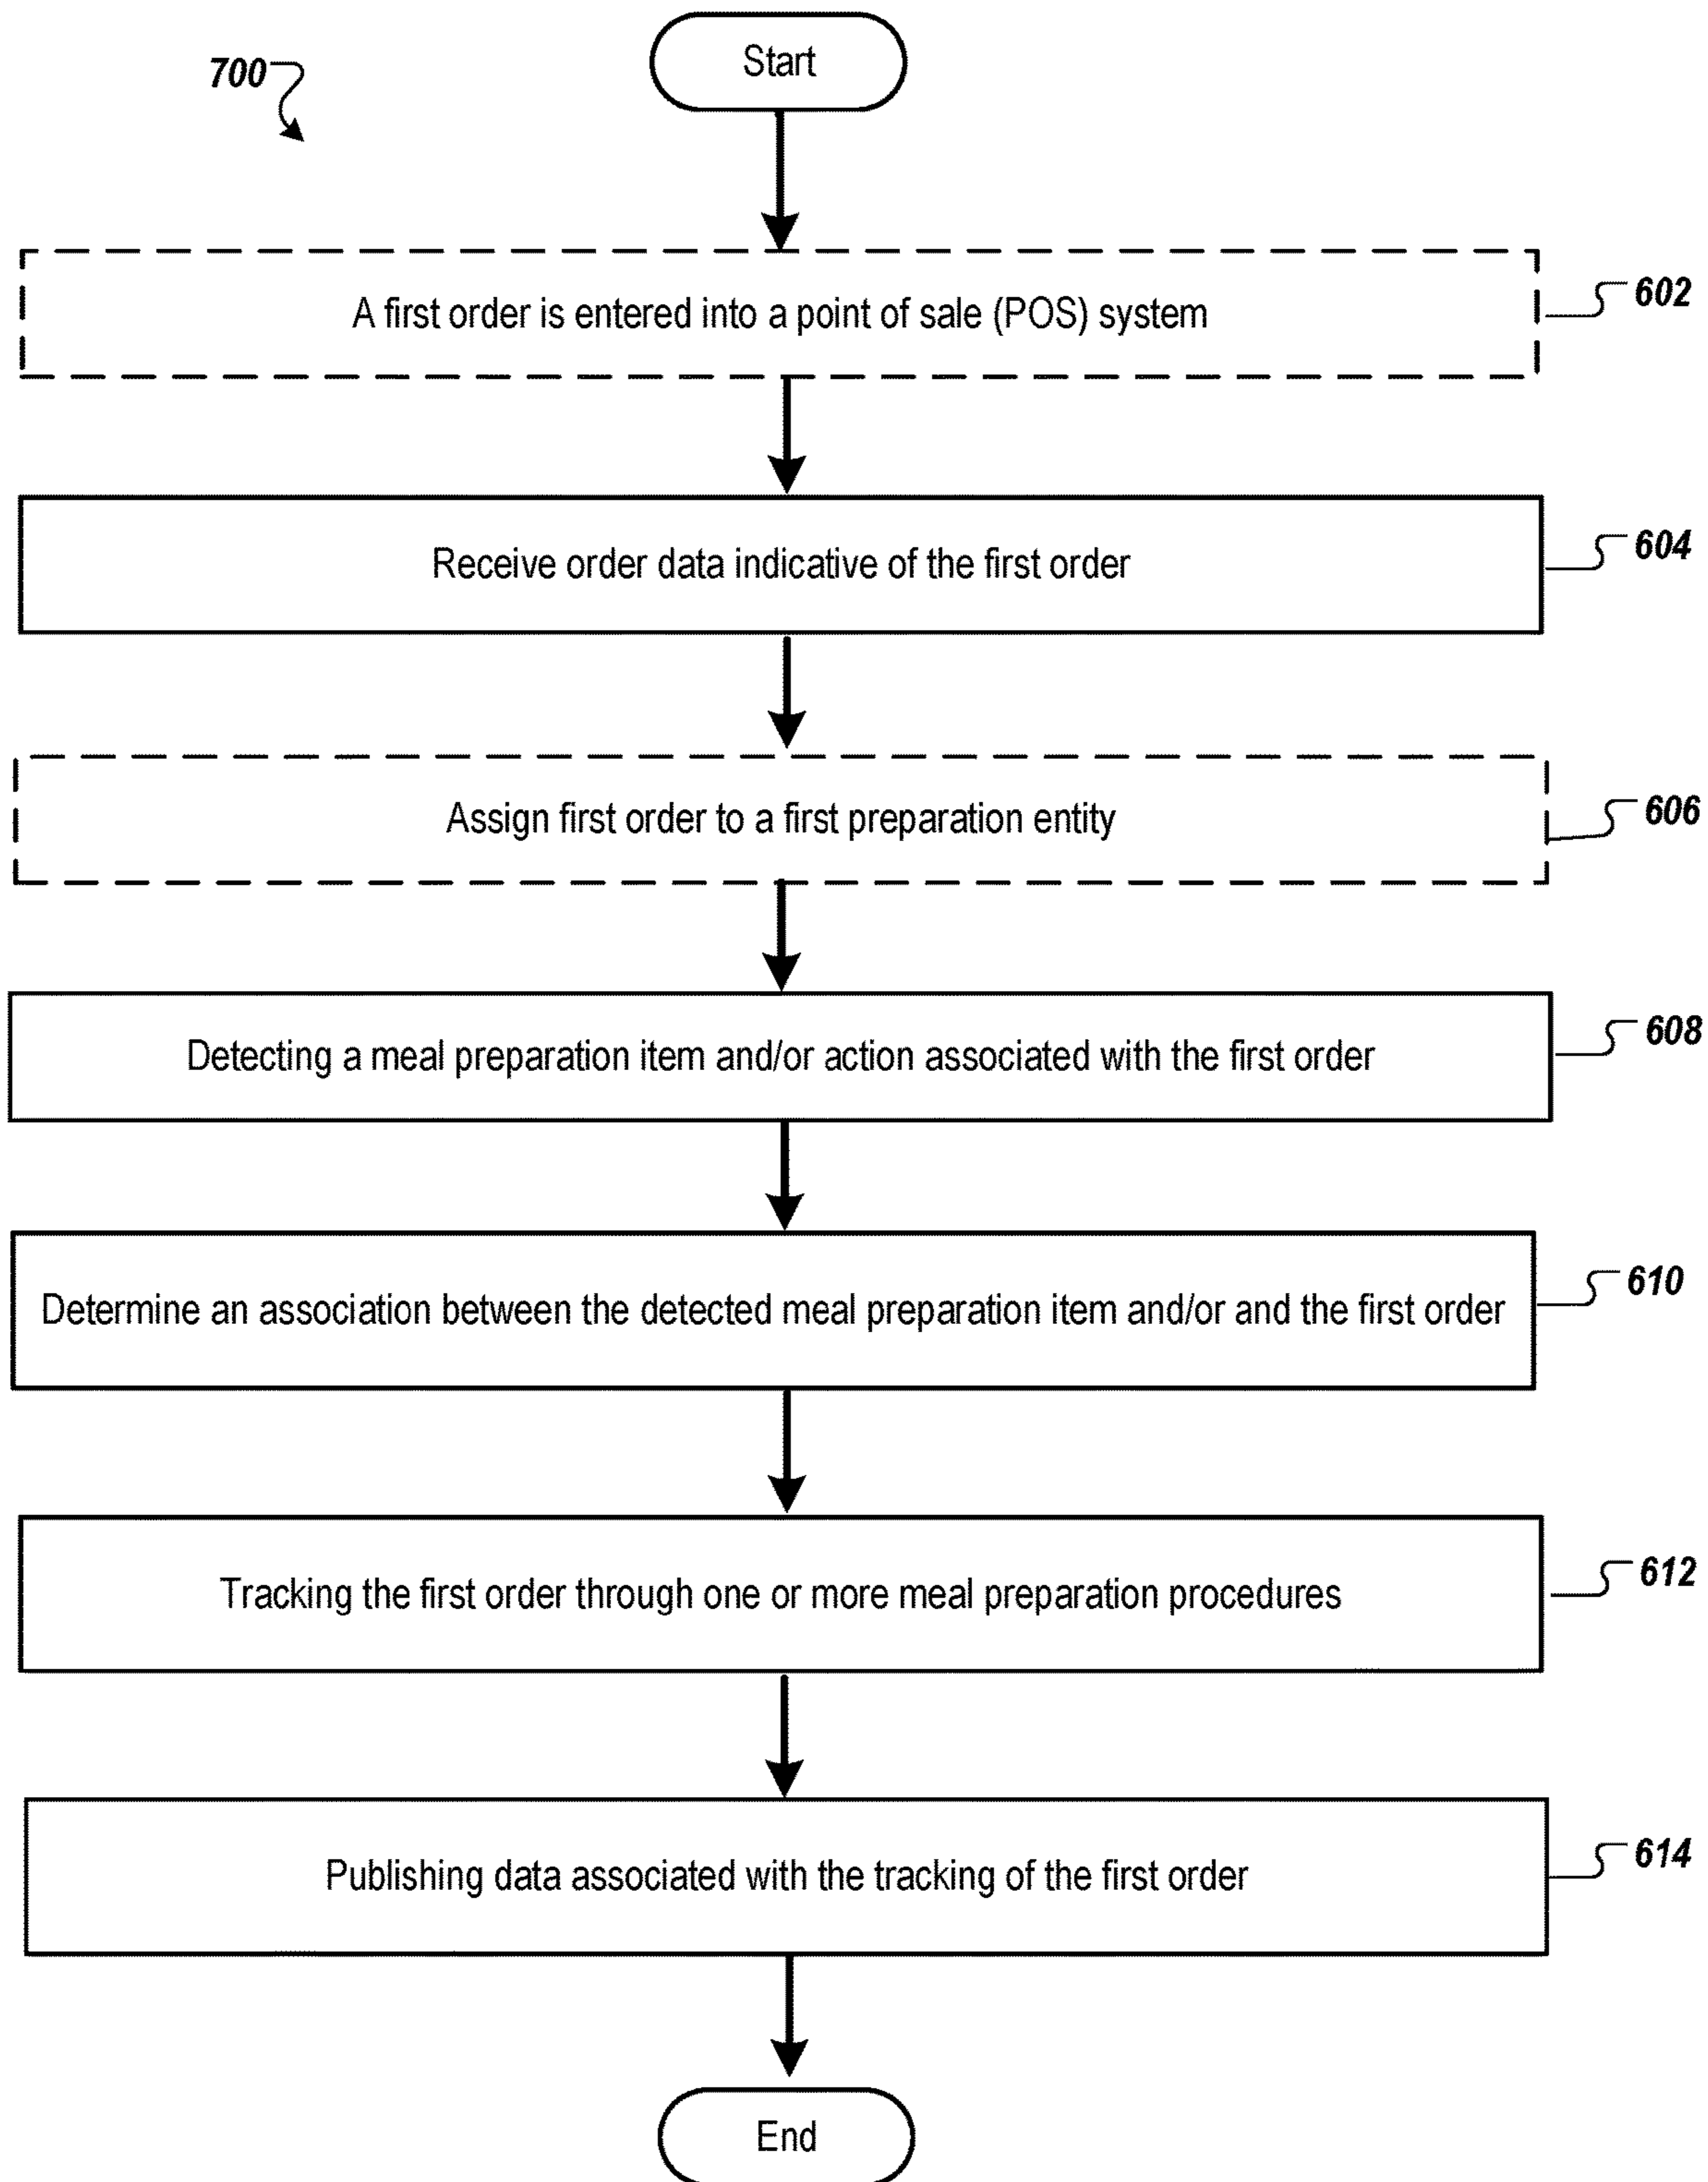 Start
700
A first order is entered into a point of sale (POS) system
602
Receive order data indicative of the first order
604
Assign first order to a first preparation entity
606
Detecting a meal preparation item and/or action associated with the first order
608
Determine an association between the detected meal preparation item and/or and the first order
610
Tracking the first order through one or more meal preparation procedures
612
Publishing data associated with the tracking of the first order
614
End